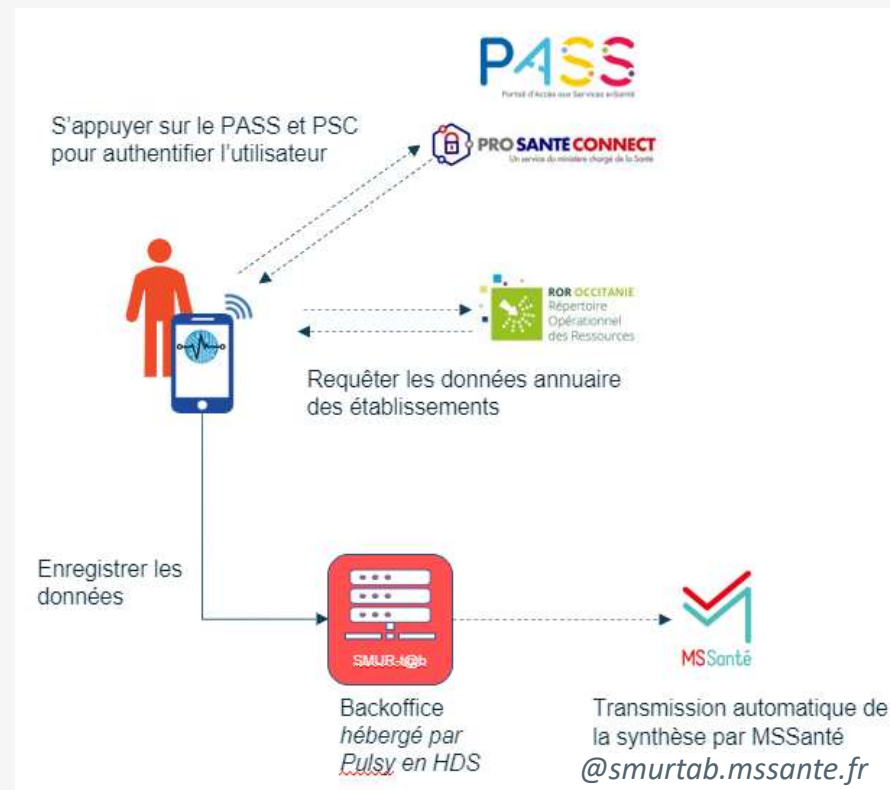 PASS
Portail d'Accès aux Services e-Santé
S'appuyer sur le PASS et PSC
pour authentifier l'utilisateur
PRO SANTÉ CONNECT
Un service du ministère chargé de la Santé
ROR OCCITANIE
Répertoire
Opérationnel
des Ressources
Requêter les données annuaire
des établissements
Enregistrer les
données
SMUR-t@b
MSSanté
Backoffice
hébergé par
Pulsy en HDS
Transmission automatique de
la synthèse par MSSanté
@smurtab.mssante.fr